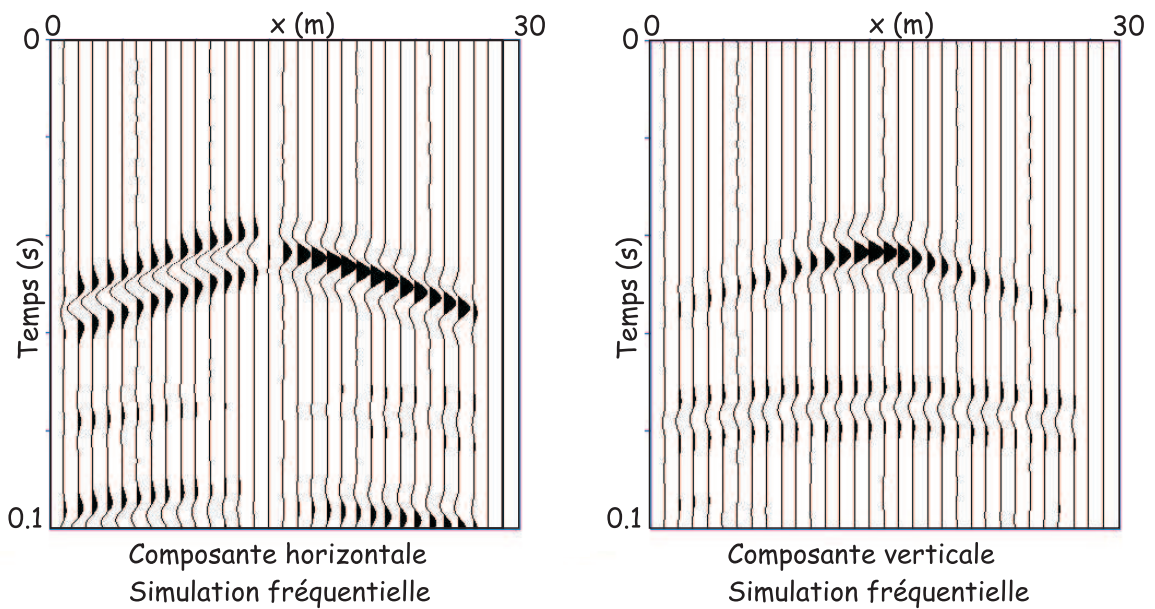 0 x (m) 30
0
Temps (s)
0.1
Composante horizontale
Simulation fréquentielle
0 x (m) 30
0
Temps (s)
0.1
Composante verticale
Simulation fréquentielle